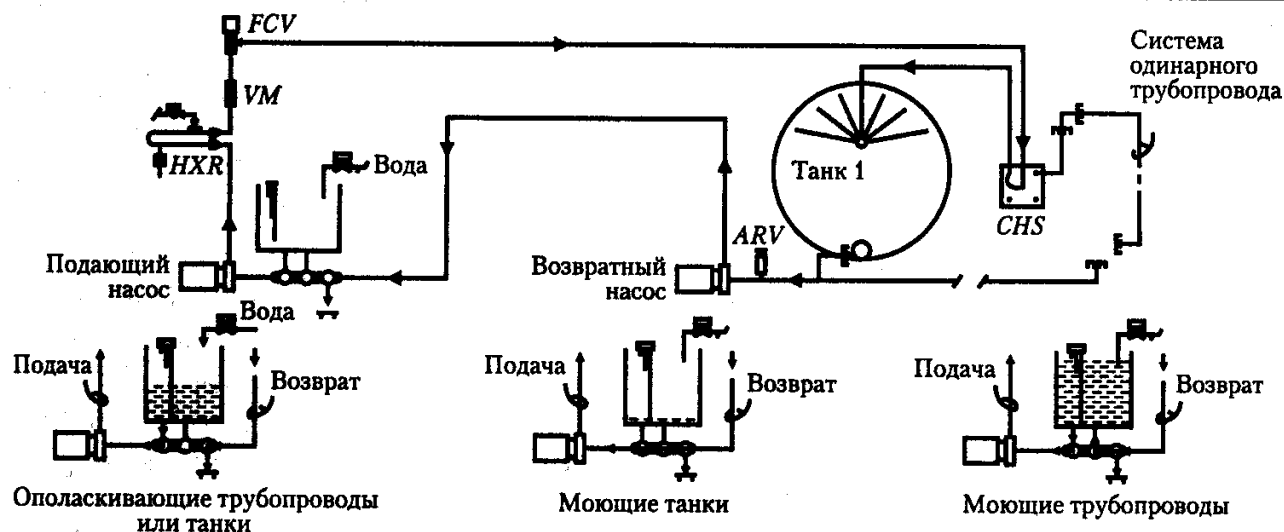 FCV
Система
одинарного
трубопровода
VM
HXR
Вода
Танк 1
CHS
ARV
Подающий
насос
Возвратный
насос
Вода
Подача
Возврат
Подача
Возврат
Подача
Возврат
Ополаскивающие трубопроводы
или танки
Моющие танки
Моющие трубопроводы